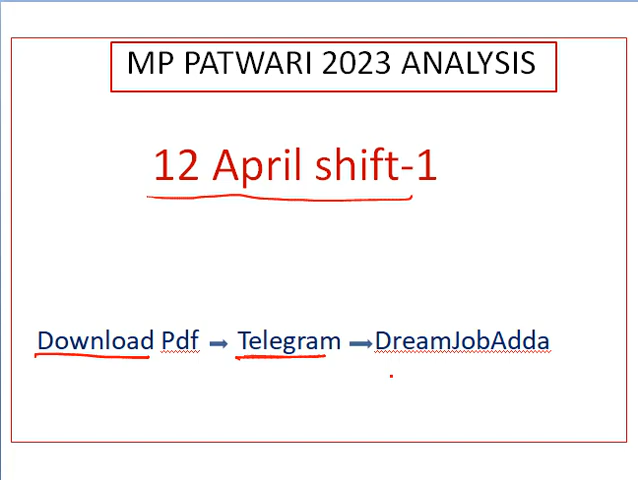 MP PATWARI 2023 ANALYSIS
12 April shift-1
Download Pdf → Telegram → DreamJobAdda